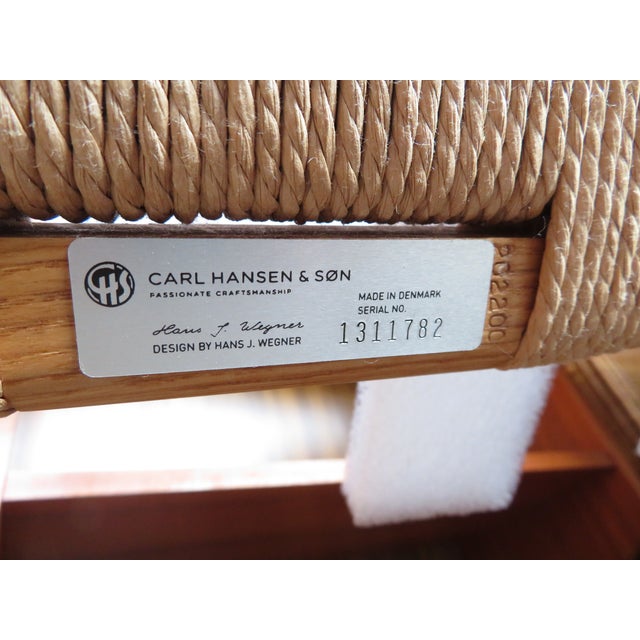 CHS
CARL HANSEN & SØN
PASSIONATE CRAFTSMANSHIP
Hans J. Wegner
DESIGN BY HANS J. WEGNER
MADE IN DENMARK
SERIAL NO.
1311782